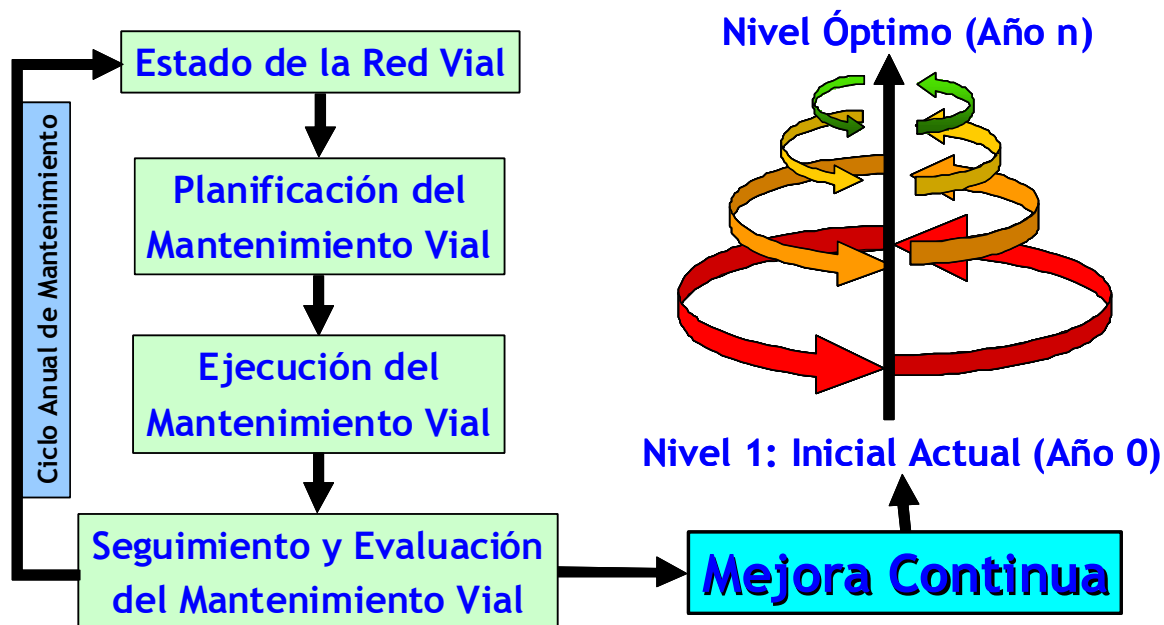 Estado de la Red Vial
Ciclo Anual de Mantenimiento
Planificación del
Mantenimiento Vial
Ejecución del
Mantenimiento Vial
Seguimiento y Evaluación
del Mantenimiento Vial
Nivel Óptimo (Año n)
Nivel 1: Inicial Actual (Año 0)
Mejora Continua